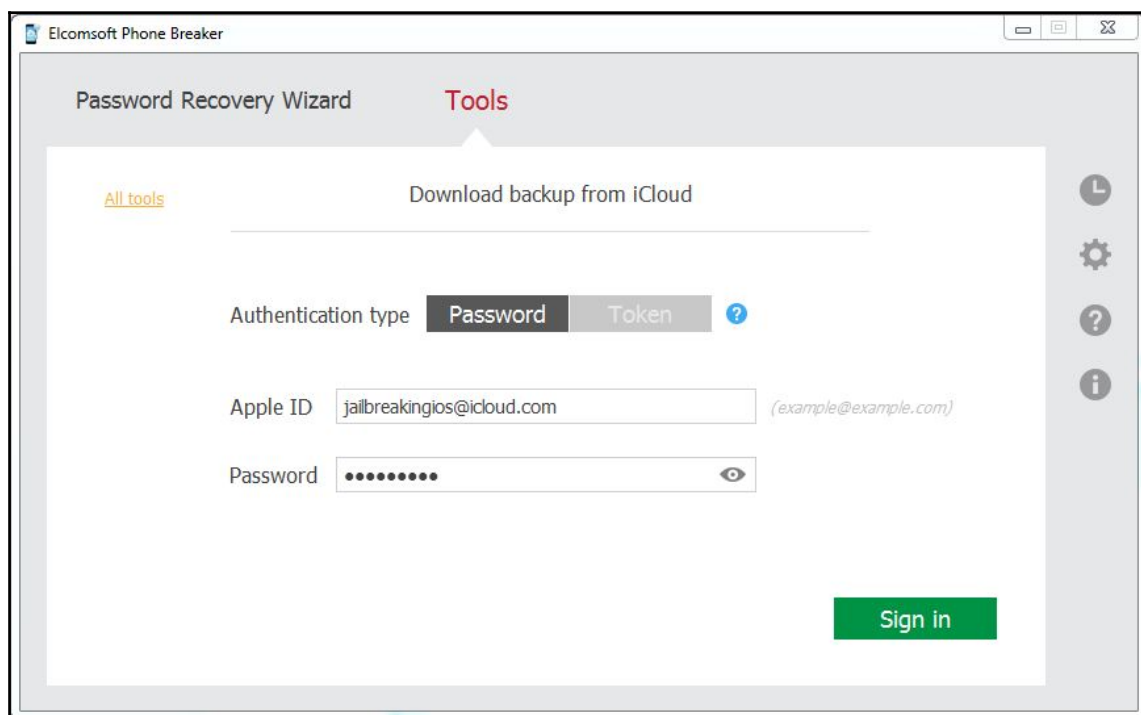 Elcomsoft Phone Breaker
Password Recovery Wizard Tools
All tools
Download backup from iCloud
Authentication type Password Token ?
Apple ID jailbreakingios@icloud.com (example@example.com)
Password •••••••••
Sign in